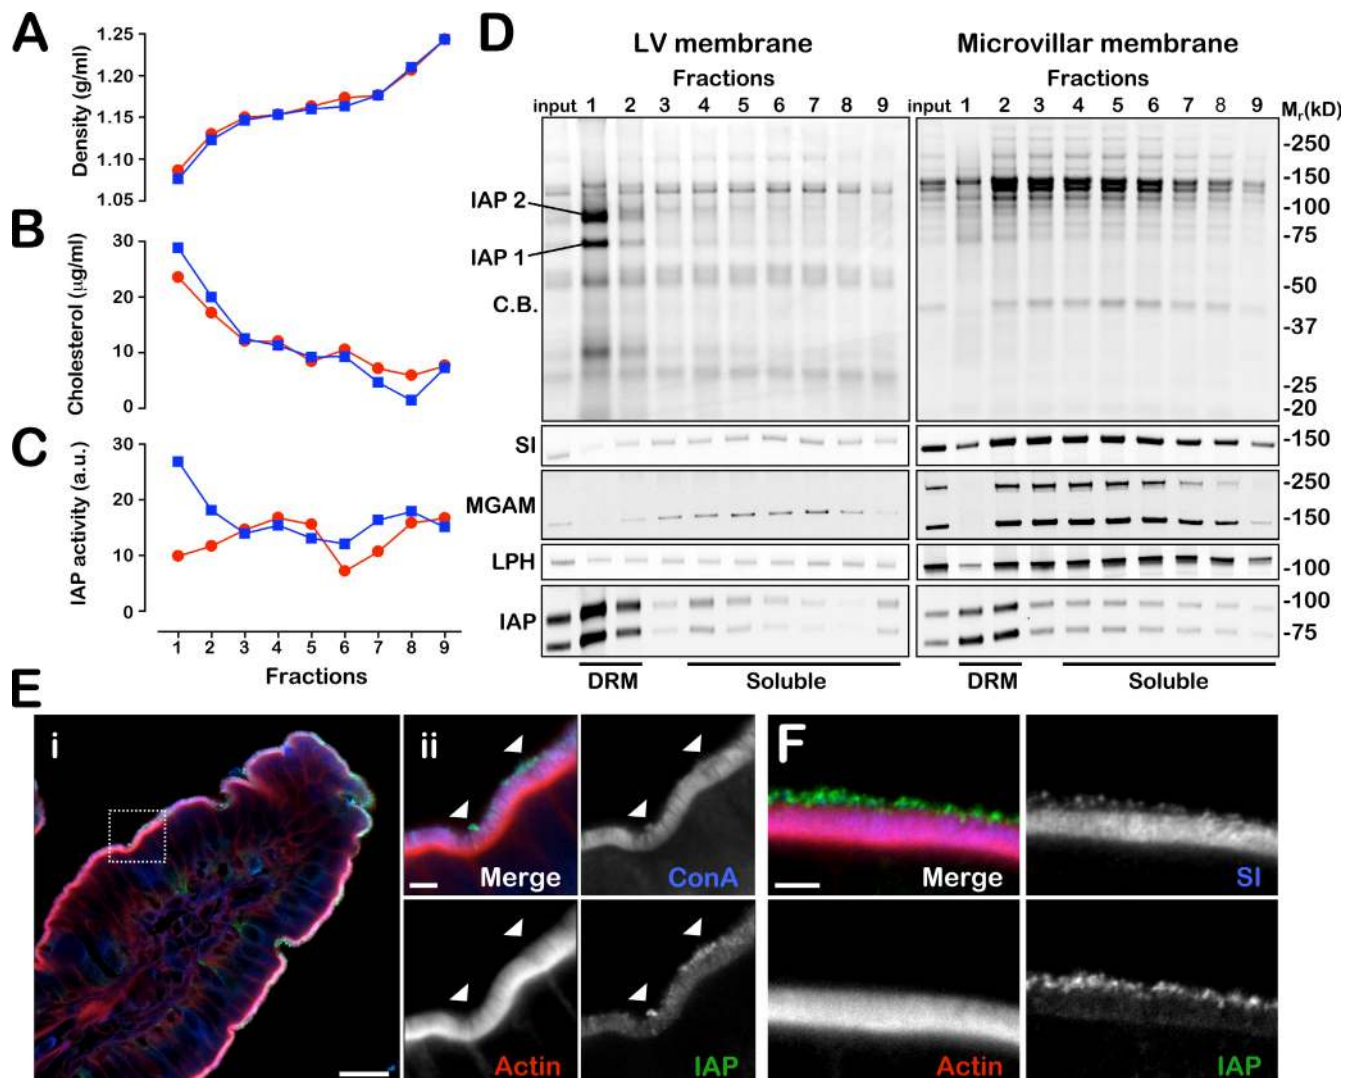 A
Density (g/ml)
1.25
1.20
1.15
1.10
1.05
B
Cholesterol (μg/ml)
30
20
10
0
C
IAP activity (a.u.)
30
20
10
0
1 2 3 4 5 6 7 8 9
Fractions
D
LV membrane
Microvillar membrane
Fractions
Fractions
input 1 2 3 4 5 6 7 8 9
input 1 2 3 4 5 6 7 8 9
Mr(kD)
IAP 2
IAP 1
C.B.
-250
-150
-100
-75
-50
-37
-25
-20
SI
-150
MGAM
-250
-150
LPH
-100
IAP
-100
-75
DRM
Soluble
DRM
Soluble
E
i
ii
Merge
ConA
Actin
IAP
F
Merge
SI
Actin
IAP